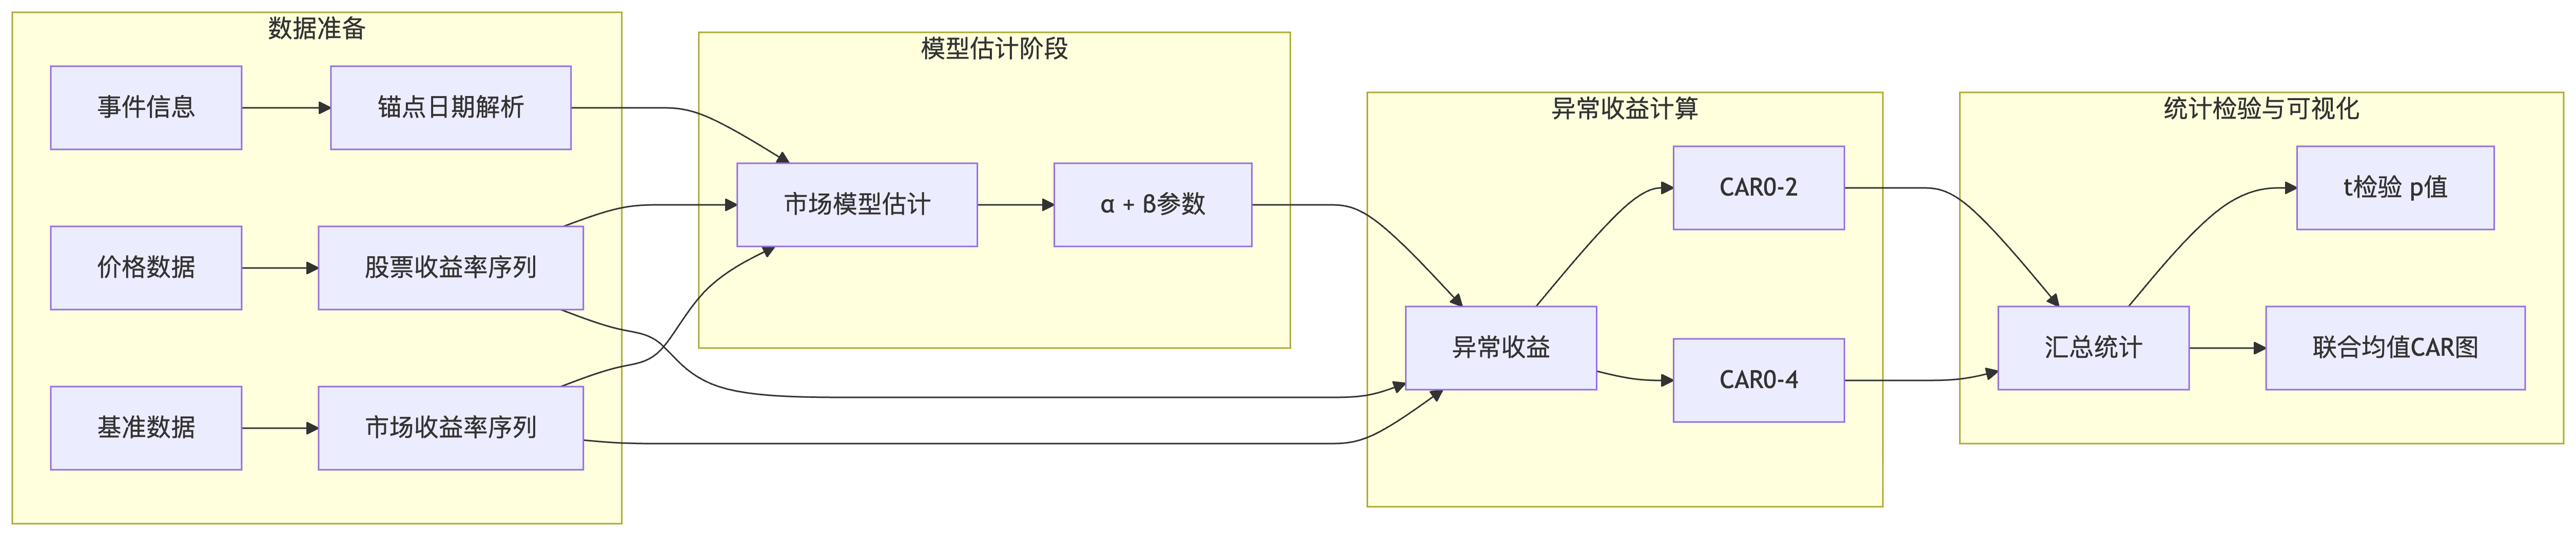 数据准备
事件信息
锚点日期解析
价格数据
股票收益率序列
基准数据
市场收益率序列
模型估计阶段
市场模型估计
α + β参数
异常收益计算
异常收益
CAR0-2
CAR0-4
统计检验与可视化
汇总统计
t检验 p值
联合均值CAR图